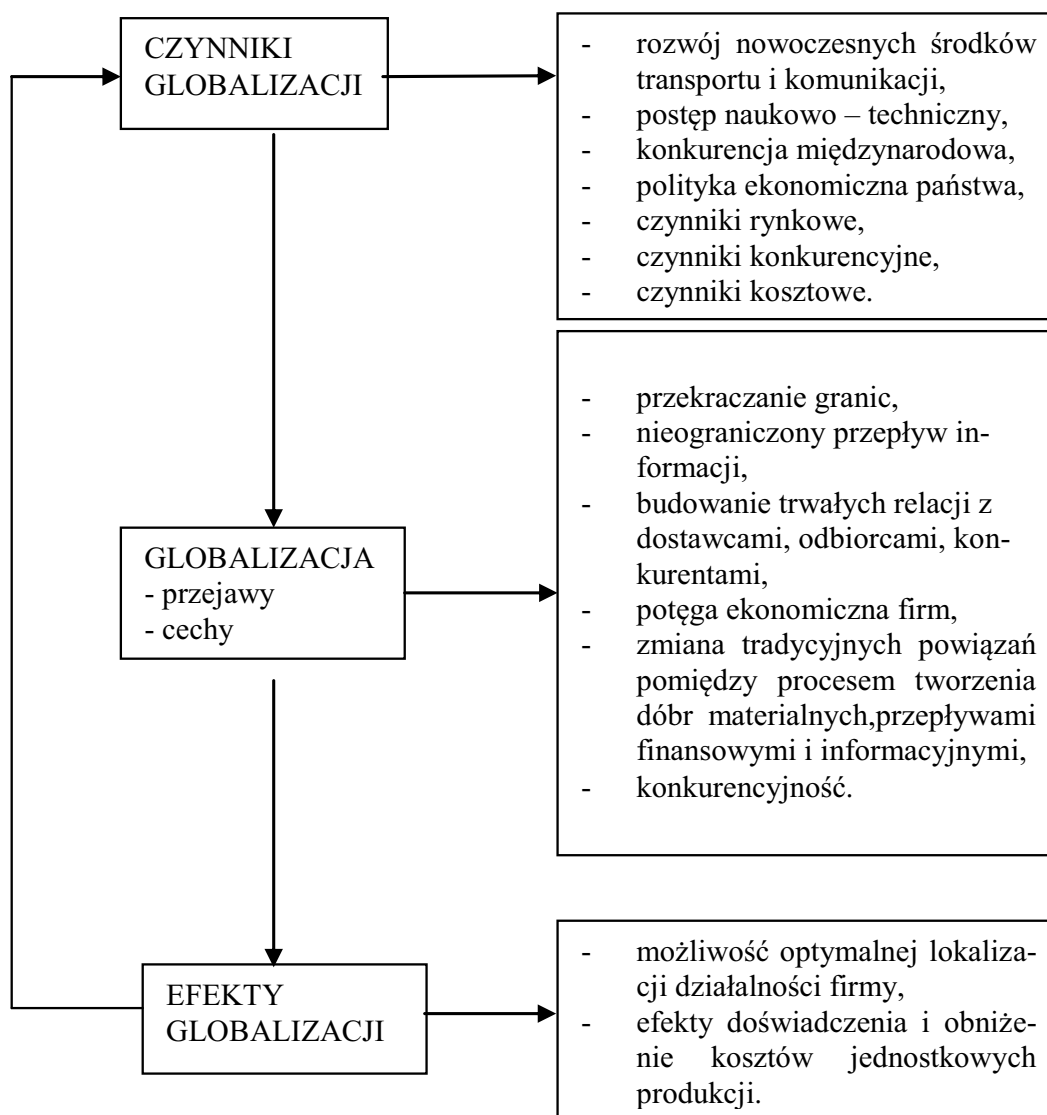 CZYNNIKI
GLOBALIZACJI
- rozwój nowoczesnych środków
transportu i komunikacji,
- postęp naukowo – techniczny,
- konkurencja międzynarodowa,
- polityka ekonomiczna państwa,
- czynniki rynkowe,
- czynniki konkurencyjne,
- czynniki kosztowe.
GLOBALIZACJA
- przejawy
- cechy
- przekraczanie granic,
- nieograniczony przepływ in-
formacji,
- budowanie trwałych relacji z
dostawcami, odbiorcami, kon-
kurentami,
- potęga ekonomiczna firm,
- zmiana tradycyjnych powiązań
pomiędzy procesem tworzenia
dóbr materialnych,przepływami
finansowymi i informacyjnymi,
- konkurencyjność.
EFEKTY
GLOBALIZACJI
- możliwość optymalnej lokaliza-
cji działalności firmy,
- efekty doświadczenia i obniże-
nie kosztów jednostkowych
produkcji.